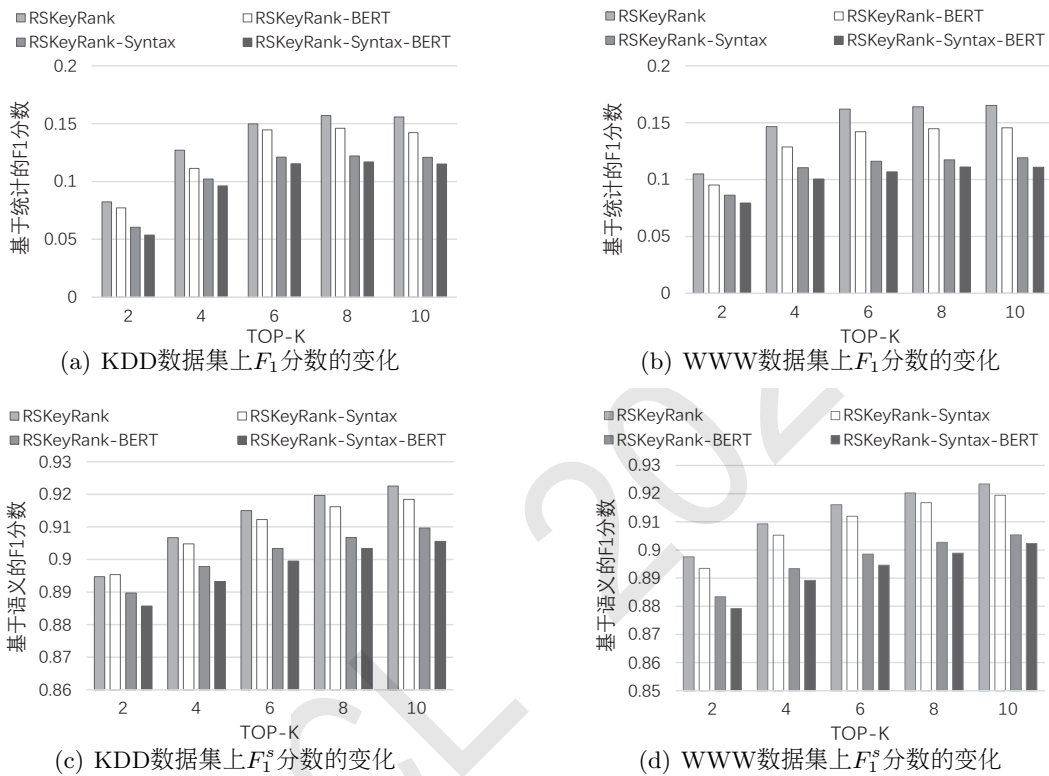 RSKeyRank RSKeyRank-BERT
RSKeyRank-Syntax RSKeyRank-Syntax-BERT
0.2
0.15
0.1
0.05
0
基于统计的F1分数
2 4 6 8 10
TOP-K
(a) KDD数据集上F₁分数的变化
RSKeyRank RSKeyRank-BERT
RSKeyRank-Syntax RSKeyRank-Syntax-BERT
0.2
0.15
0.1
0.05
0
基于统计的F1分数
2 4 6 8 10
TOP-K
(b) WWW数据集上F₁分数的变化
RSKeyRank RSKeyRank-Syntax
RSKeyRank-BERT RSKeyRank-Syntax-BERT
0.93
0.92
0.91
0.9
0.89
0.88
0.87
0.86
基于语义的F1分数
2 4 6 8 10
TOP-K
(c) KDD数据集上F₁ˢ分数的变化
RSKeyRank RSKeyRank-Syntax
RSKeyRank-BERT RSKeyRank-Syntax-BERT
0.93
0.92
0.91
0.9
0.89
0.88
0.87
0.86
0.85
基于语义的F1分数
2 4 6 8 10
TOP-K
(d) WWW数据集上F₁ˢ分数的变化